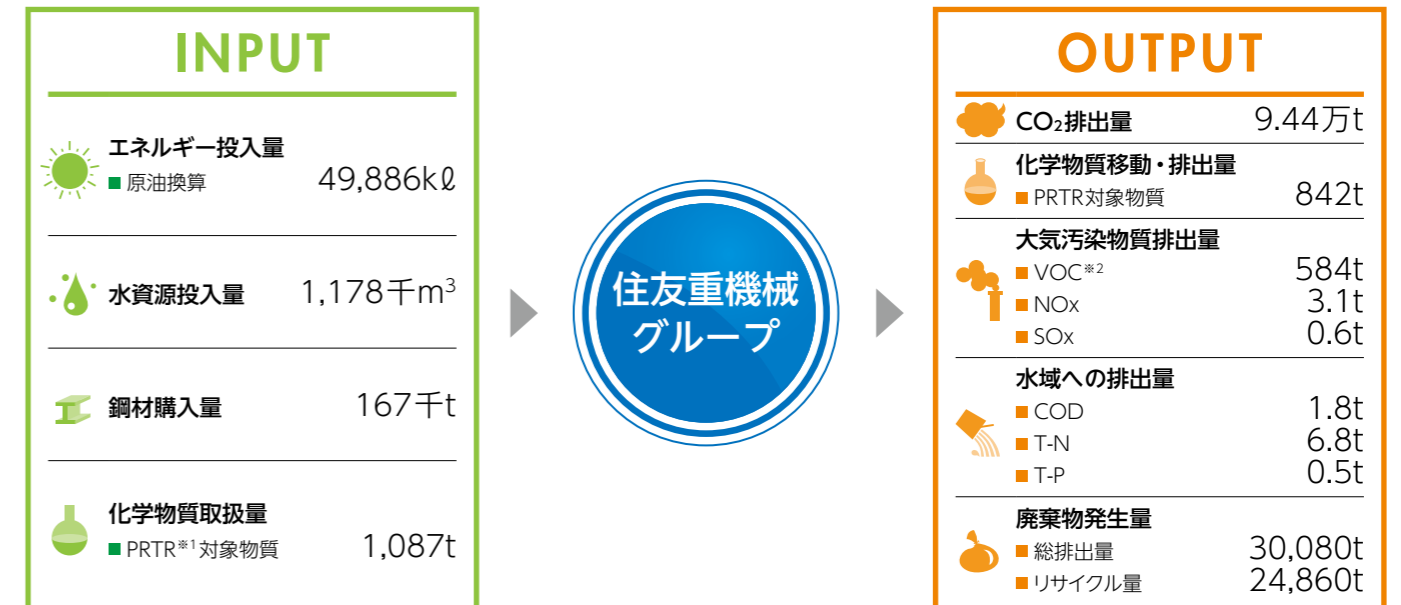 INPUT
エネルギー投入量
■ 原油換算 49,886kℓ
水資源投入量 1,178千m³
鋼材購入量 167千t
化学物質取扱量
■ PRTR※1対象物質 1,087t
住友重機械
グループ
OUTPUT
CO₂排出量 9.44万t
化学物質移動・排出量
■ PRTR対象物質 842t
大気汚染物質排出量
■ VOC※2 584t
■ NOx 3.1t
■ SOx 0.6t
水域への排出量
■ COD 1.8t
■ T-N 6.8t
■ T-P 0.5t
廃棄物発生量
■ 総排出量 30,080t
■ リサイクル量 24,860t